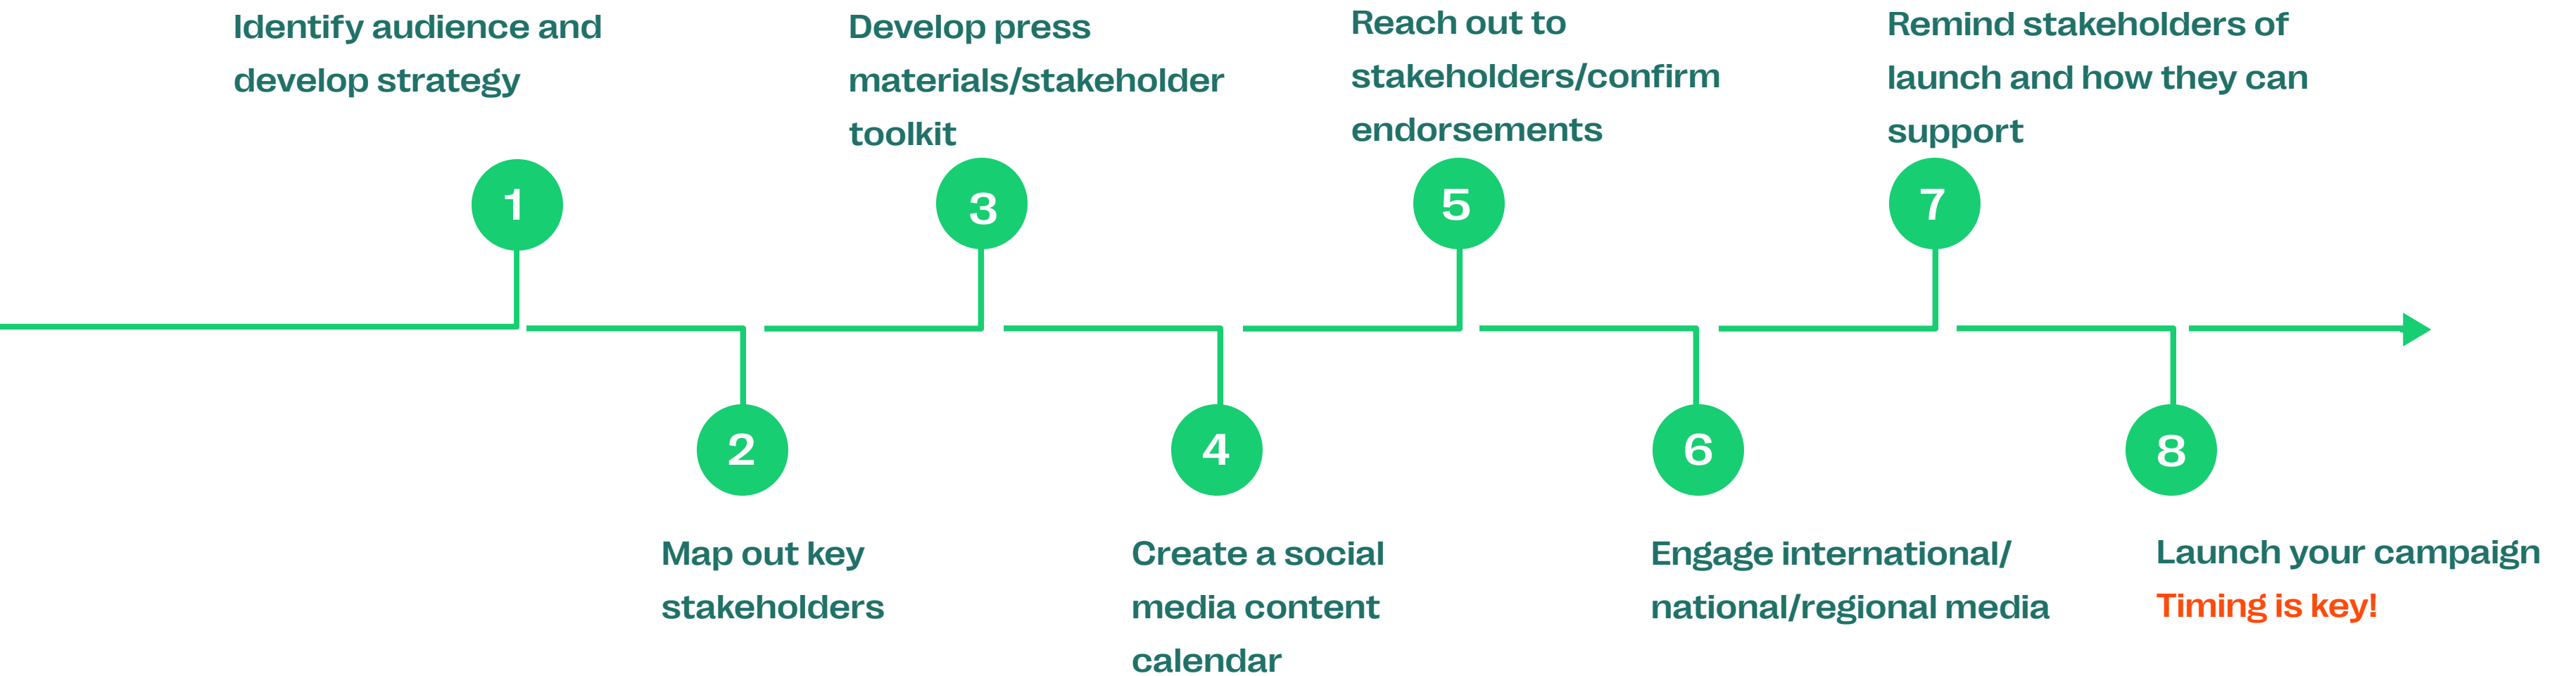 Identify audience and
develop strategy
1
2
Map out key
stakeholders
Develop press
materials/stakeholder
toolkit
3
4
Create a social
media content
calendar
Reach out to
stakeholders/confirm
endorsements
5
6
Engage international/
national/regional media
Remind stakeholders of
launch and how they can
support
7
8
Launch your campaign
Timing is key!